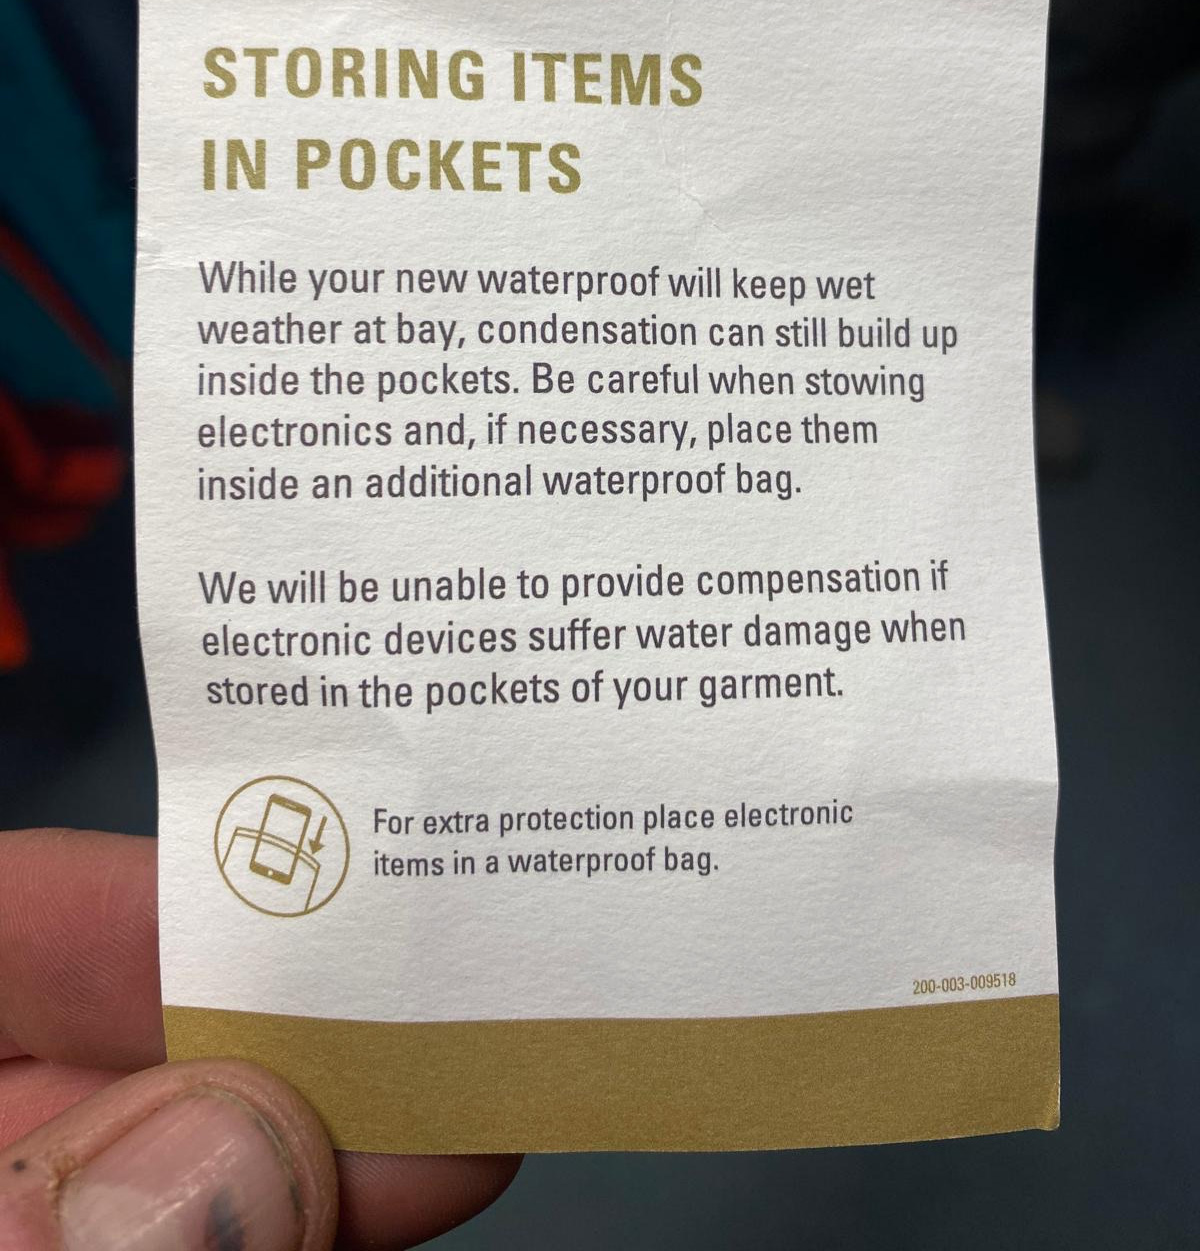 STORING ITEMS
IN POCKETS
While your new waterproof will keep wet
weather at bay, condensation can still build up
inside the pockets. Be careful when stowing
electronics and, if necessary, place them
inside an additional waterproof bag.
We will be unable to provide compensation if
electronic devices suffer water damage when
stored in the pockets of your garment.
For extra protection place electronic
items in a waterproof bag.
200-003-009518